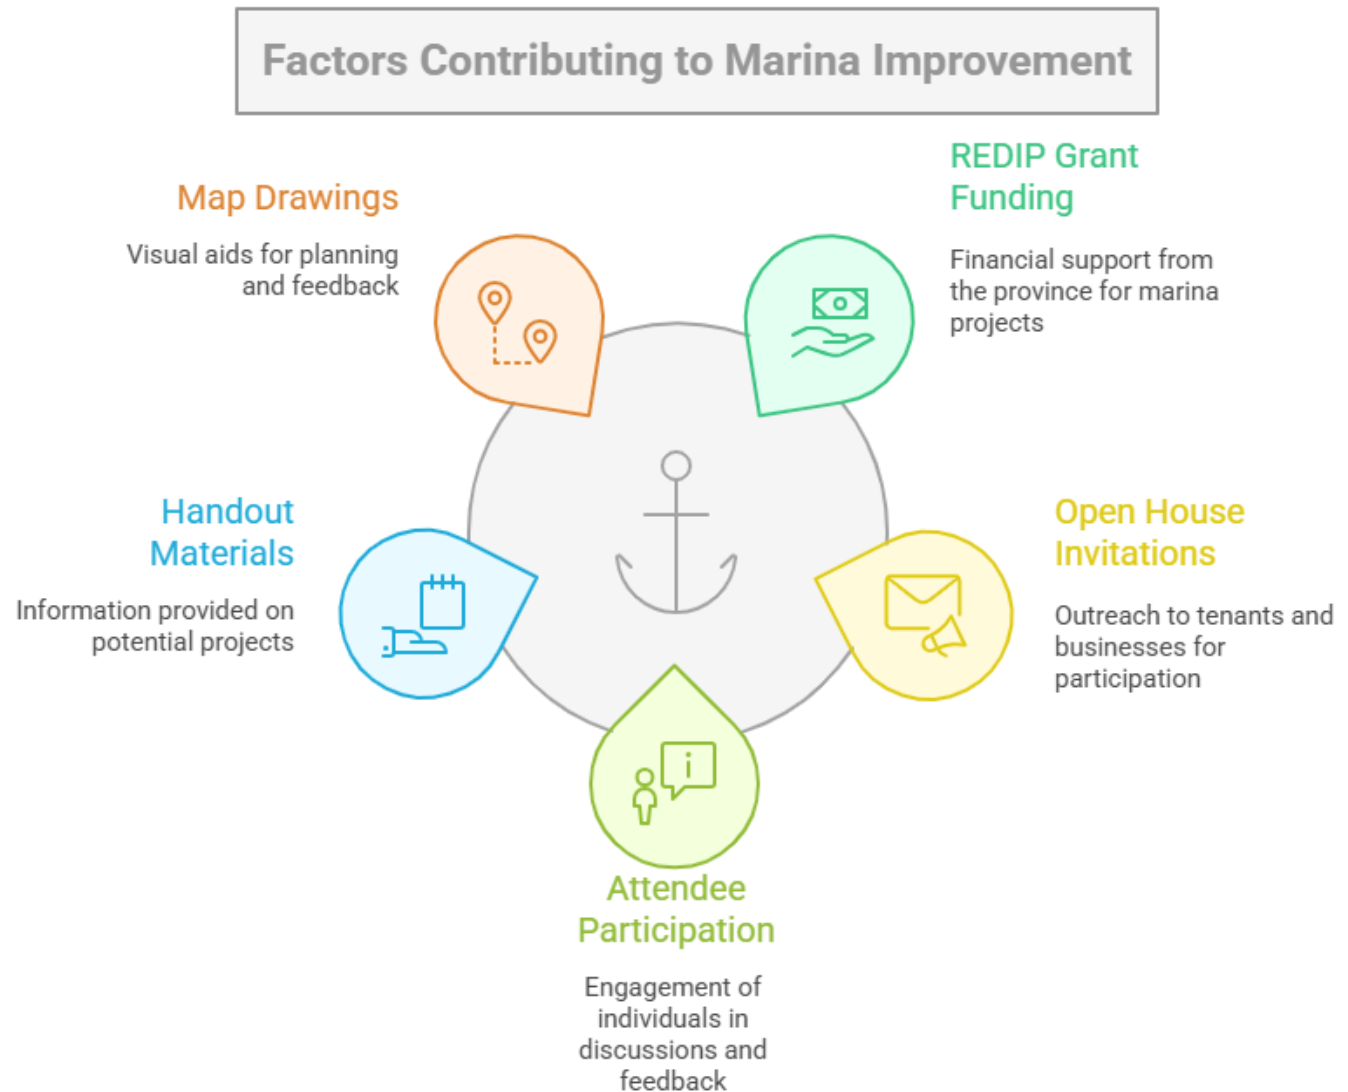 Factors Contributing to Marina Improvement
Map Drawings
Visual aids for planning
and feedback
REDIP Grant
Funding
Financial support from
the province for marina
projects
Handout
Materials
Information provided on
potential projects
Open House
Invitations
Outreach to tenants and
businesses for
participation
i
Attendee
Participation
Engagement of
individuals in
discussions and
feedback